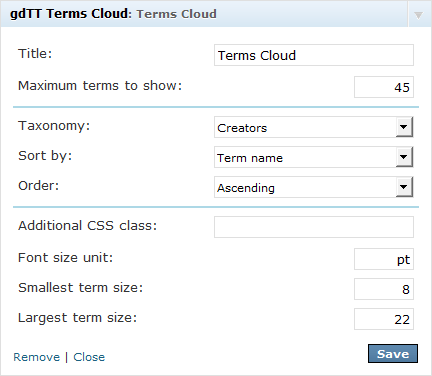 gdTT Terms Cloud: Terms Cloud
Title: Terms Cloud
Maximum terms to show: 45
Taxonomy: Creators
Sort by: Term name
Order: Ascending
Additional CSS class:
Font size unit: pt
Smallest term size: 8
Largest term size: 22
Remove | Close Save